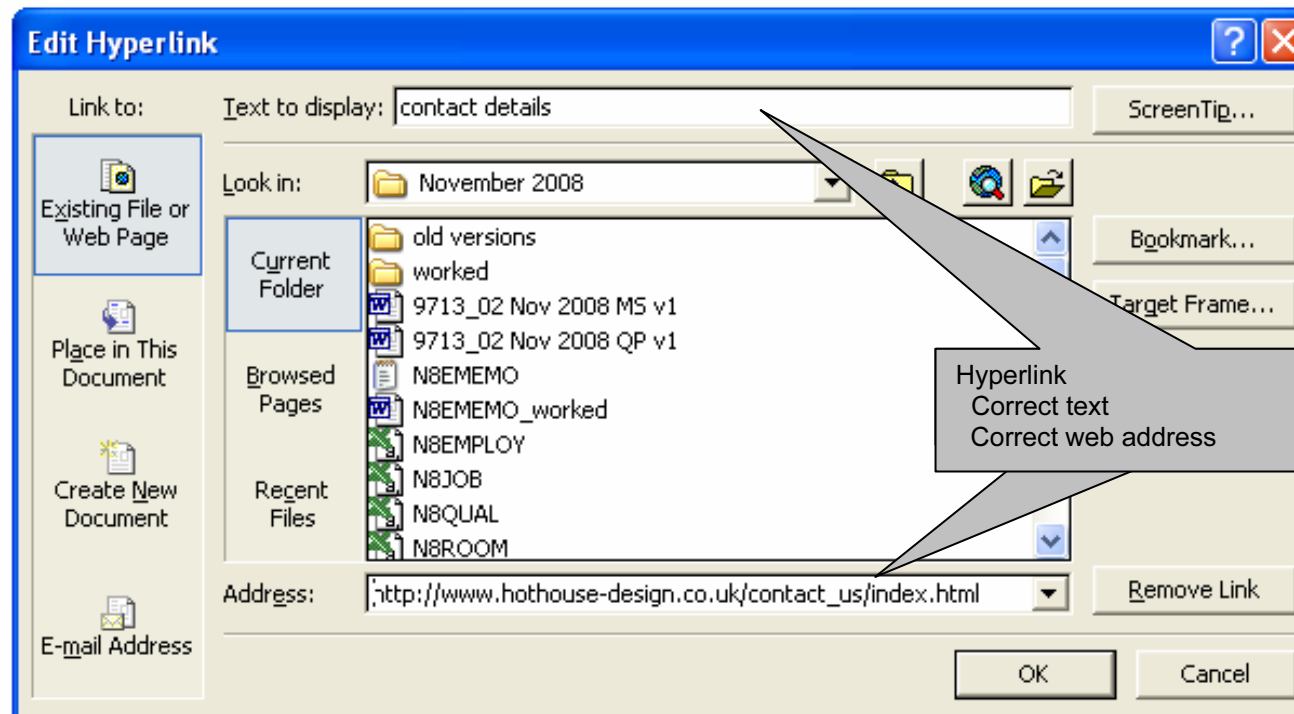 Edit Hyperlink
?
Link to:
Text to display: contact details
ScreenTip...
Existing File or
Web Page
Look in: November 2008
Current
Folder
old versions
worked
9713_02 Nov 2008 MS v1
9713_02 Nov 2008 QP v1
N8EMEMO
N8EMEMO_worked
N8EMPLOY
N8JOB
N8QUAL
N8ROOM
Bookmark...
Target Frame...
Place in This
Document
Browsed
Pages
Hyperlink
Correct text
Correct web address
Create New
Document
Recent
Files
Address: http://www.hothouse-design.co.uk/contact_us/index.html
Remove Link
E-mail Address
OK
Cancel